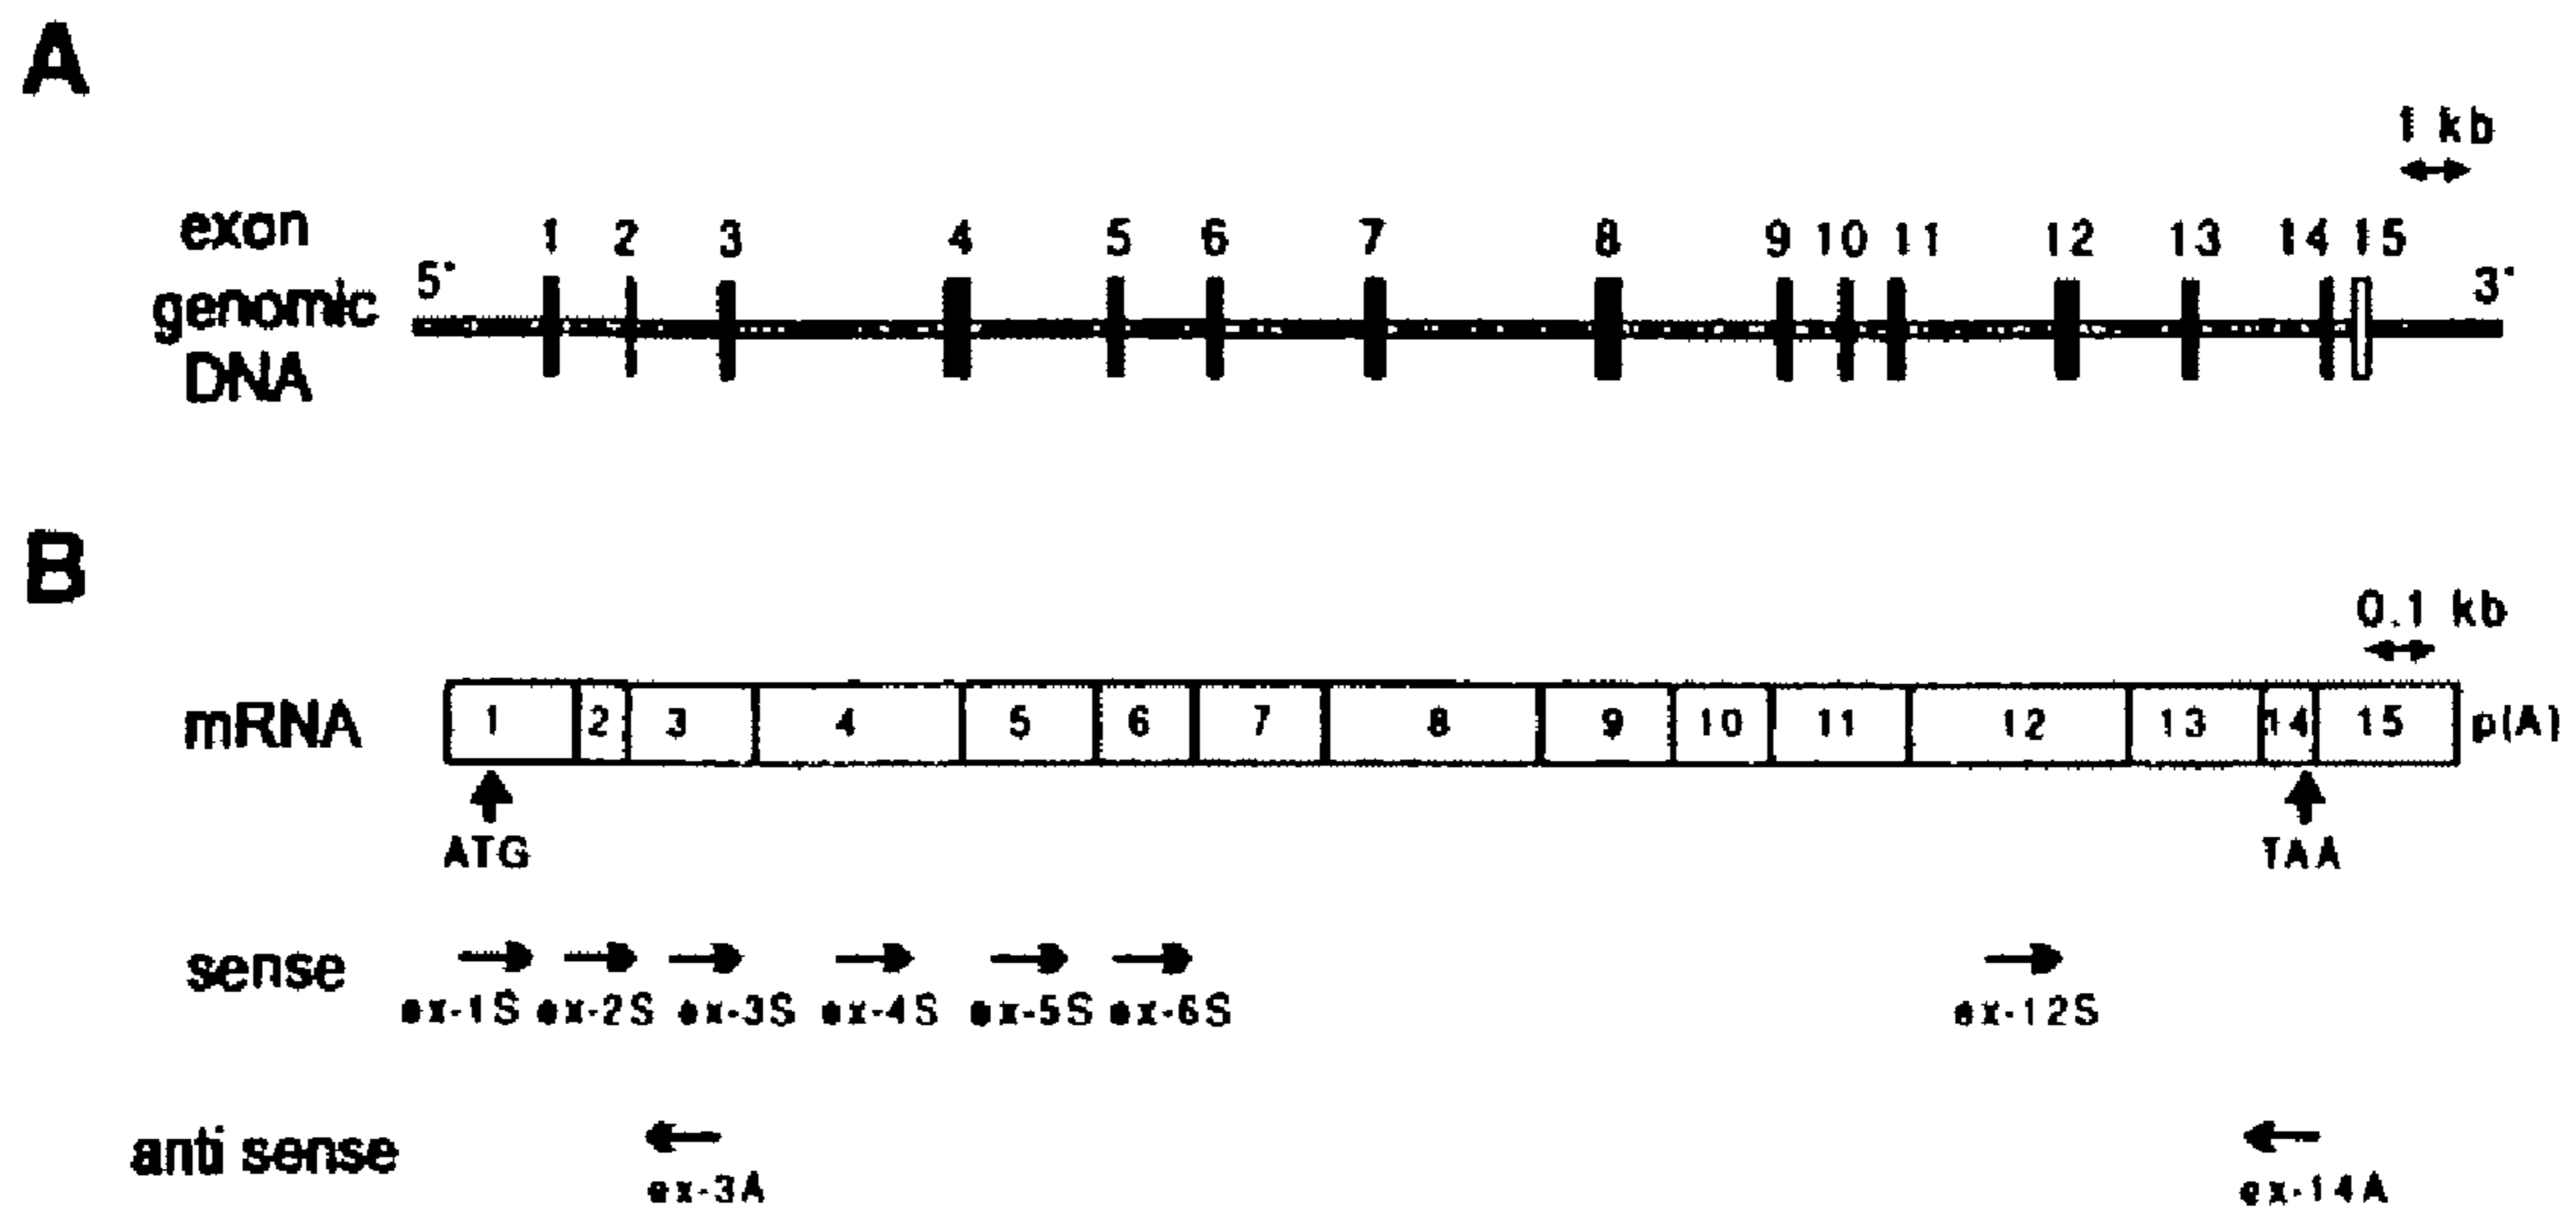 A
1 kb
exon 1 2 3 4 5 6 7 8 9 10 11 12 13 14 15
5' 3'
genomic
DNA
B
0.1 kb
mRNA 1 2 3 4 5 6 7 8 9 10 11 12 13 14 15 p(A)
ATG TAA
sense
ex-1S ex-2S ex-3S ex-4S ex-5S ex-6S ex-12S
anti sense
ex-3A ex-14A